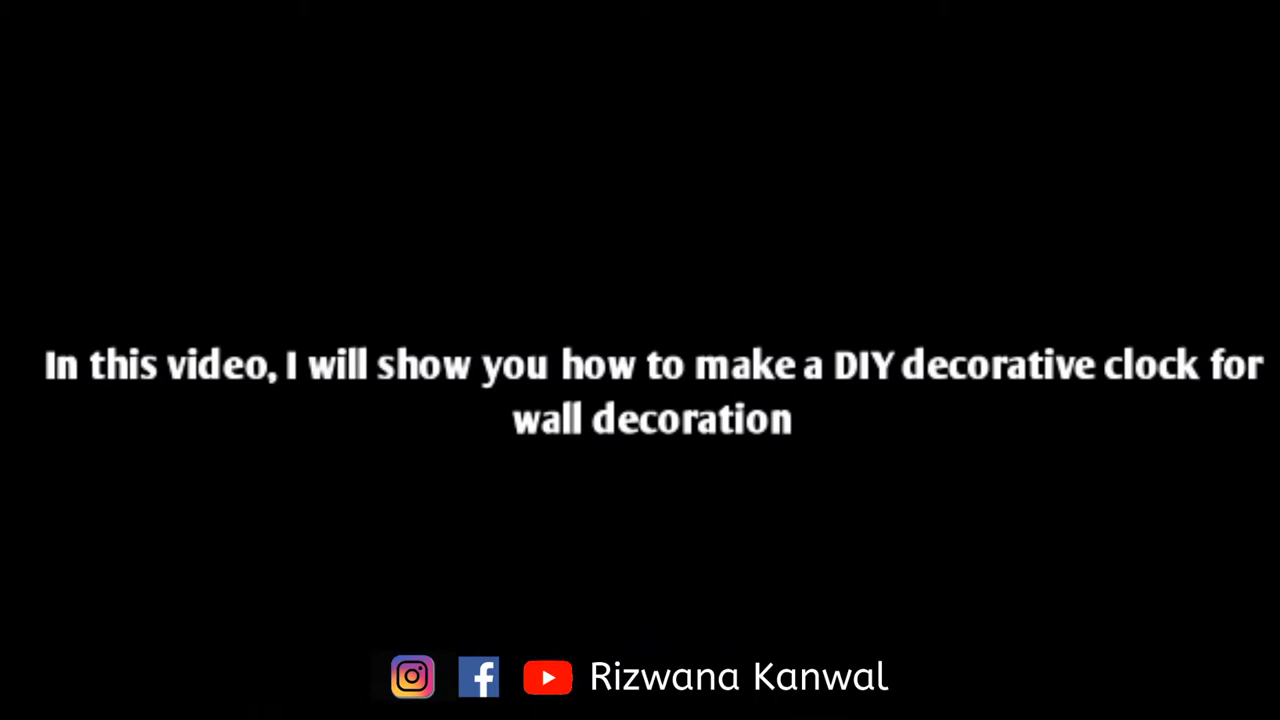 In this video, I will show you how to make a DIY decorative clock for
wall decoration
Rizwana Kanwal